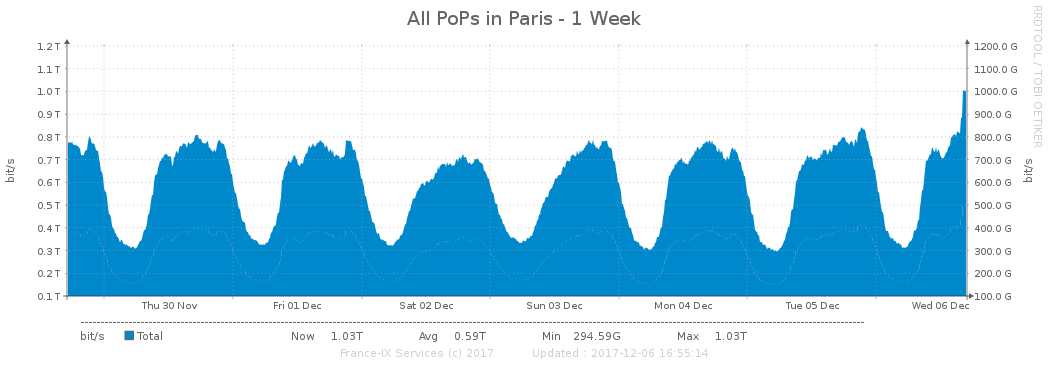 All PoPs in Paris - 1 Week
RRDTOOL / TOBI OETIKER
bit/s
1.2 T
1.1 T
1.0 T
0.9 T
0.8 T
0.7 T
0.6 T
0.5 T
0.4 T
0.3 T
0.2 T
0.1 T
1200.0 G
1100.0 G
1000.0 G
900.0 G
800.0 G
700.0 G
600.0 G
500.0 G
400.0 G
300.0 G
200.0 G
100.0 G
bit/s
Thu 30 Nov Fri 01 Dec Sat 02 Dec Sun 03 Dec Mon 04 Dec Tue 05 Dec Wed 06 Dec
bit/s Total Now 1.03T Avg 0.59T Min 294.59G Max 1.03T
France-IX Services (c) 2017 Updated : 2017-12-06 16:55:14